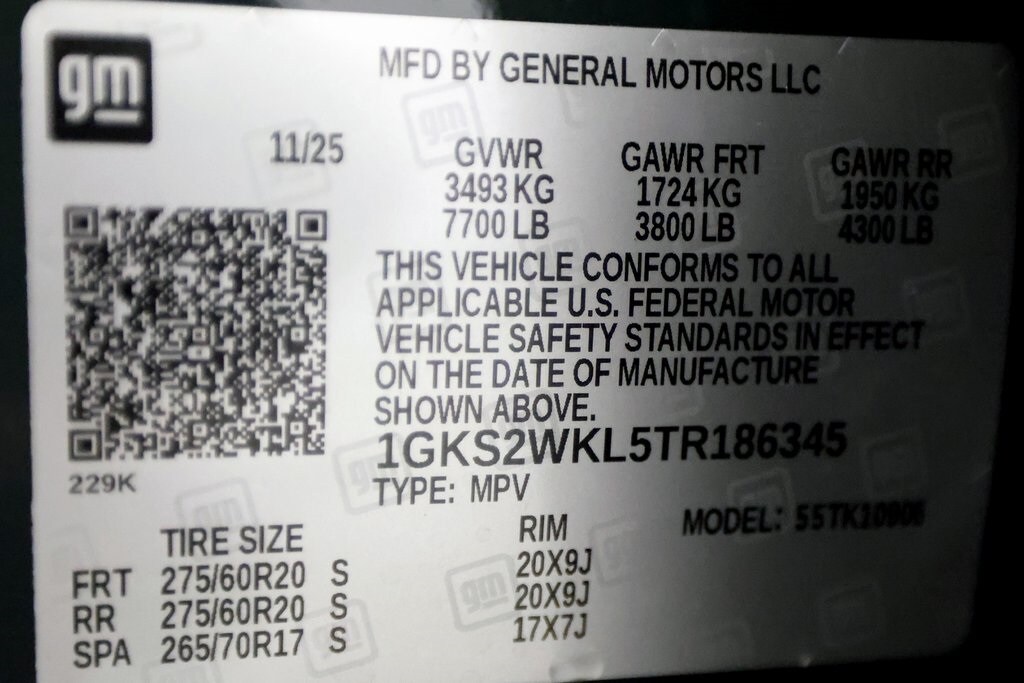 gm
MFD BY GENERAL MOTORS LLC
11/25 GVWR GAWR FRT GAWR RR
3493 KG 1724 KG 1950 KG
7700 LB 3800 LB 4300 LB
THIS VEHICLE CONFORMS TO ALL
APPLICABLE U.S. FEDERAL MOTOR
VEHICLE SAFETY STANDARDS IN EFFECT
ON THE DATE OF MANUFACTURE
SHOWN ABOVE.
1GKS2WKL5TR186345
229K
TYPE: MPV
MODEL:
TIRE SIZE RIM
FRT 275/60R20 S 20X9J
RR 275/60R20 S 20X9J
SPA 265/70R17 S 17X7J